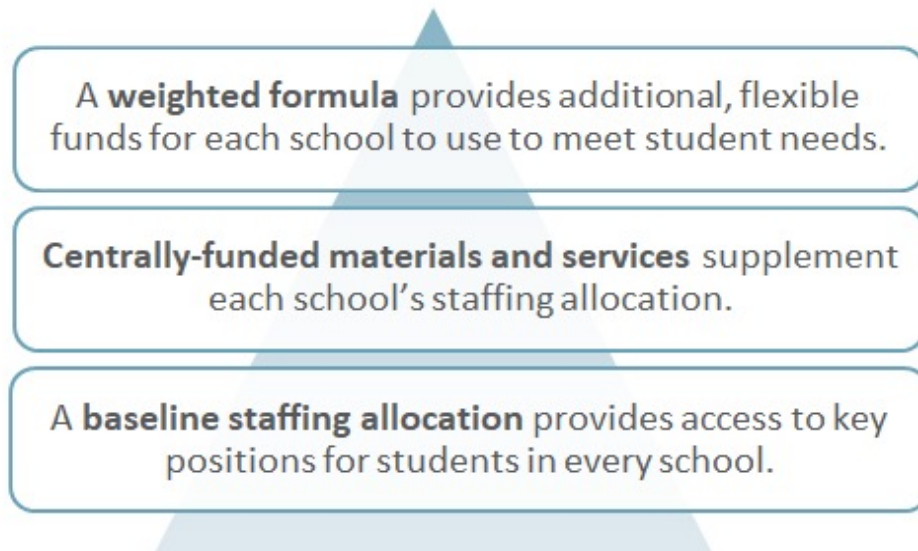 A weighted formula provides additional, flexible
funds for each school to use to meet student needs.
Centrally-funded materials and services supplement
each school's staffing allocation.
A baseline staffing allocation provides access to key
positions for students in every school.